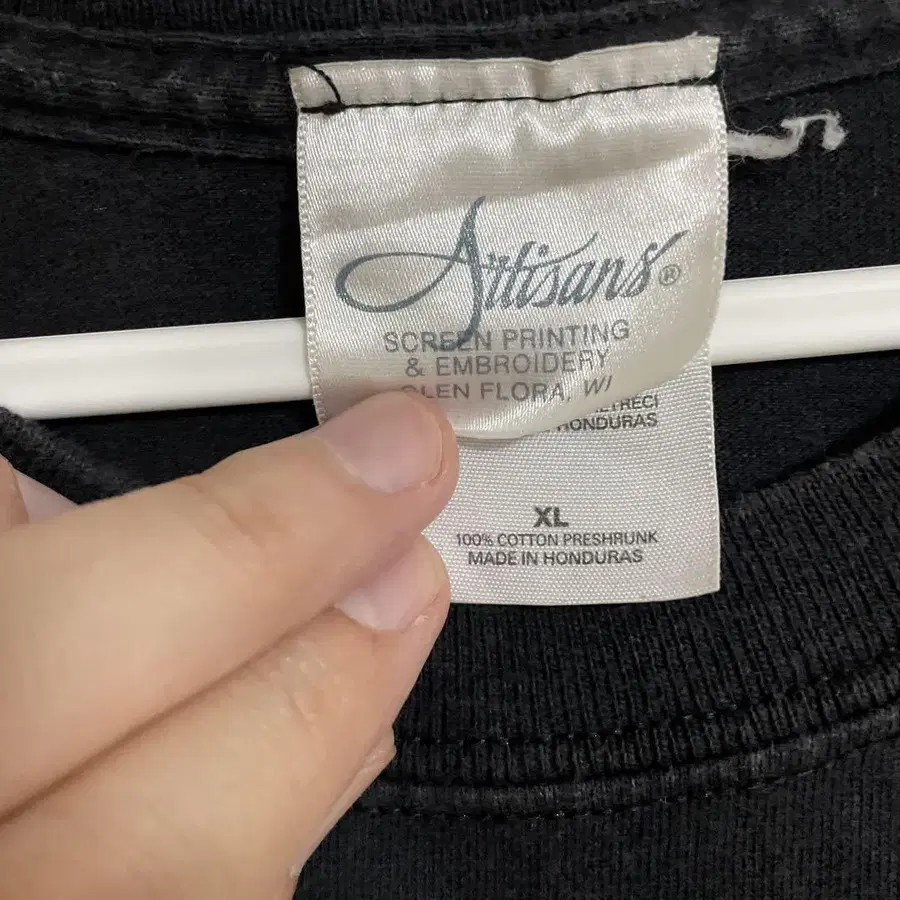 Artisans®
SCREEN PRINTING
& EMBROIDERY
GLEN FLORA, WI
HONDURAS
XL
100% COTTON PRESHRUNK
MADE IN HONDURAS